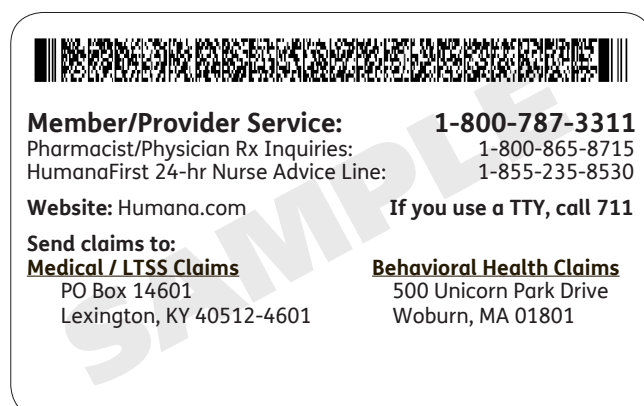 Member/Provider Service: 1-800-787-3311
Pharmacist/Physician Rx Inquiries: 1-800-865-8715
HumanaFirst 24-hr Nurse Advice Line: 1-855-235-8530
Website: Humana.com If you use a TTY, call 711
Send claims to:
Medical / LTSS Claims Behavioral Health Claims
PO Box 14601 500 Unicorn Park Drive
Lexington, KY 40512-4601 Woburn, MA 01801
SAMPLE